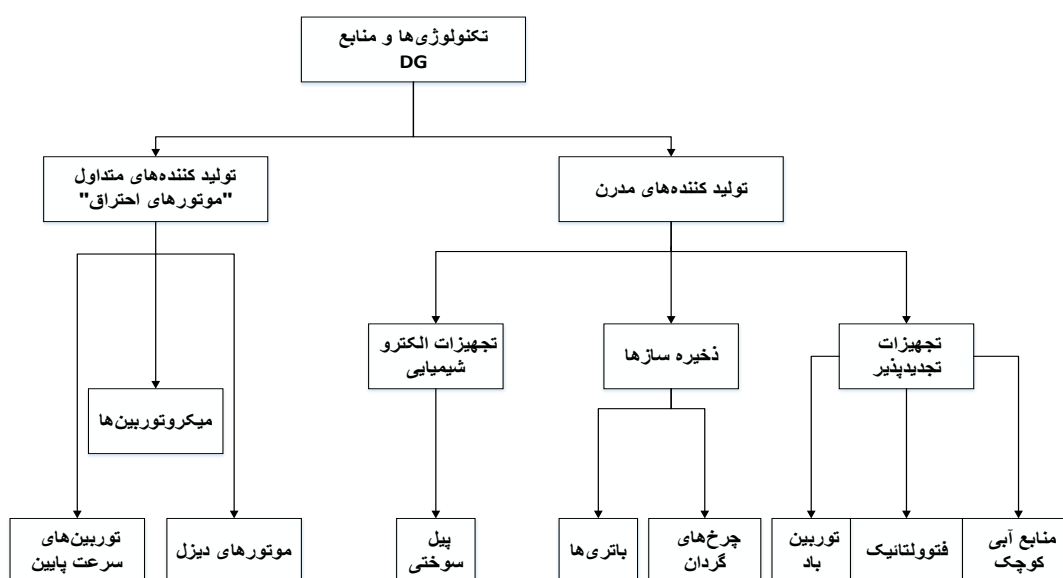 تکنولوژی‌ها و منابع
DG
تولید کننده‌های مدرن
تولید کننده‌های متداول
"موتورهای احتراق"
تجهیزات
تجدیدپذیر
ذخیره سازها
تجهیزات الکترو
شیمیایی
میکروتوربین‌ها
منابع آبی
کوچک
فتوولتانیک
توربین
باد
چرخ‌های
گردان
باتری‌ها
پیل
سوختی
موتورهای دیزل
توربین‌های
سرعت پایین